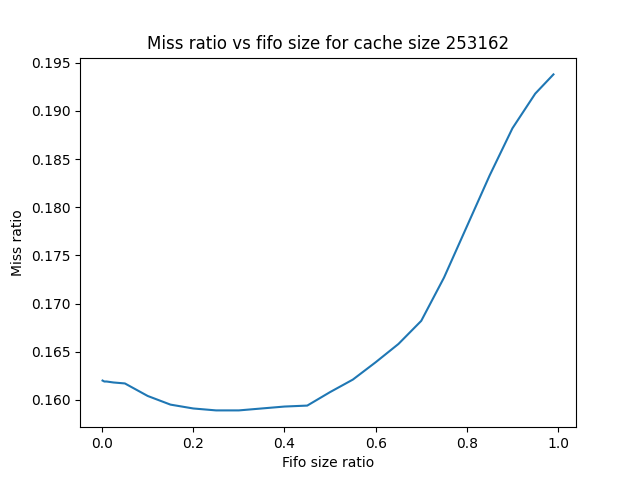 Miss ratio vs fifo size for cache size 253162
0.195
0.190
0.185
0.180
0.175
0.170
0.165
0.160
Miss ratio
0.0 0.2 0.4 0.6 0.8 1.0
Fifo size ratio